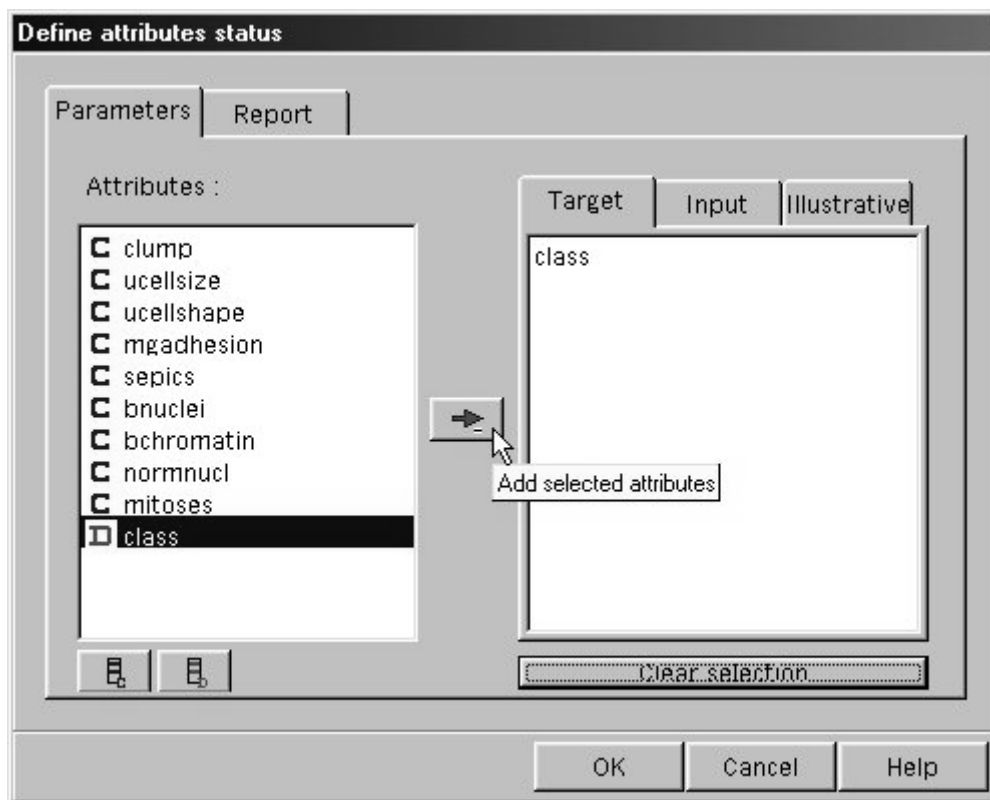 Define attributes status
Parameters
Report
Attributes :
C clump
C ucellsize
C ucellshape
C mgadhesion
C sepics
C bnuclei
C bchromatin
C normnucl
C mitoses
D class
Add selected attributes
Target
Input
Illustrative
class
C
D
Clear selection
OK
Cancel
Help